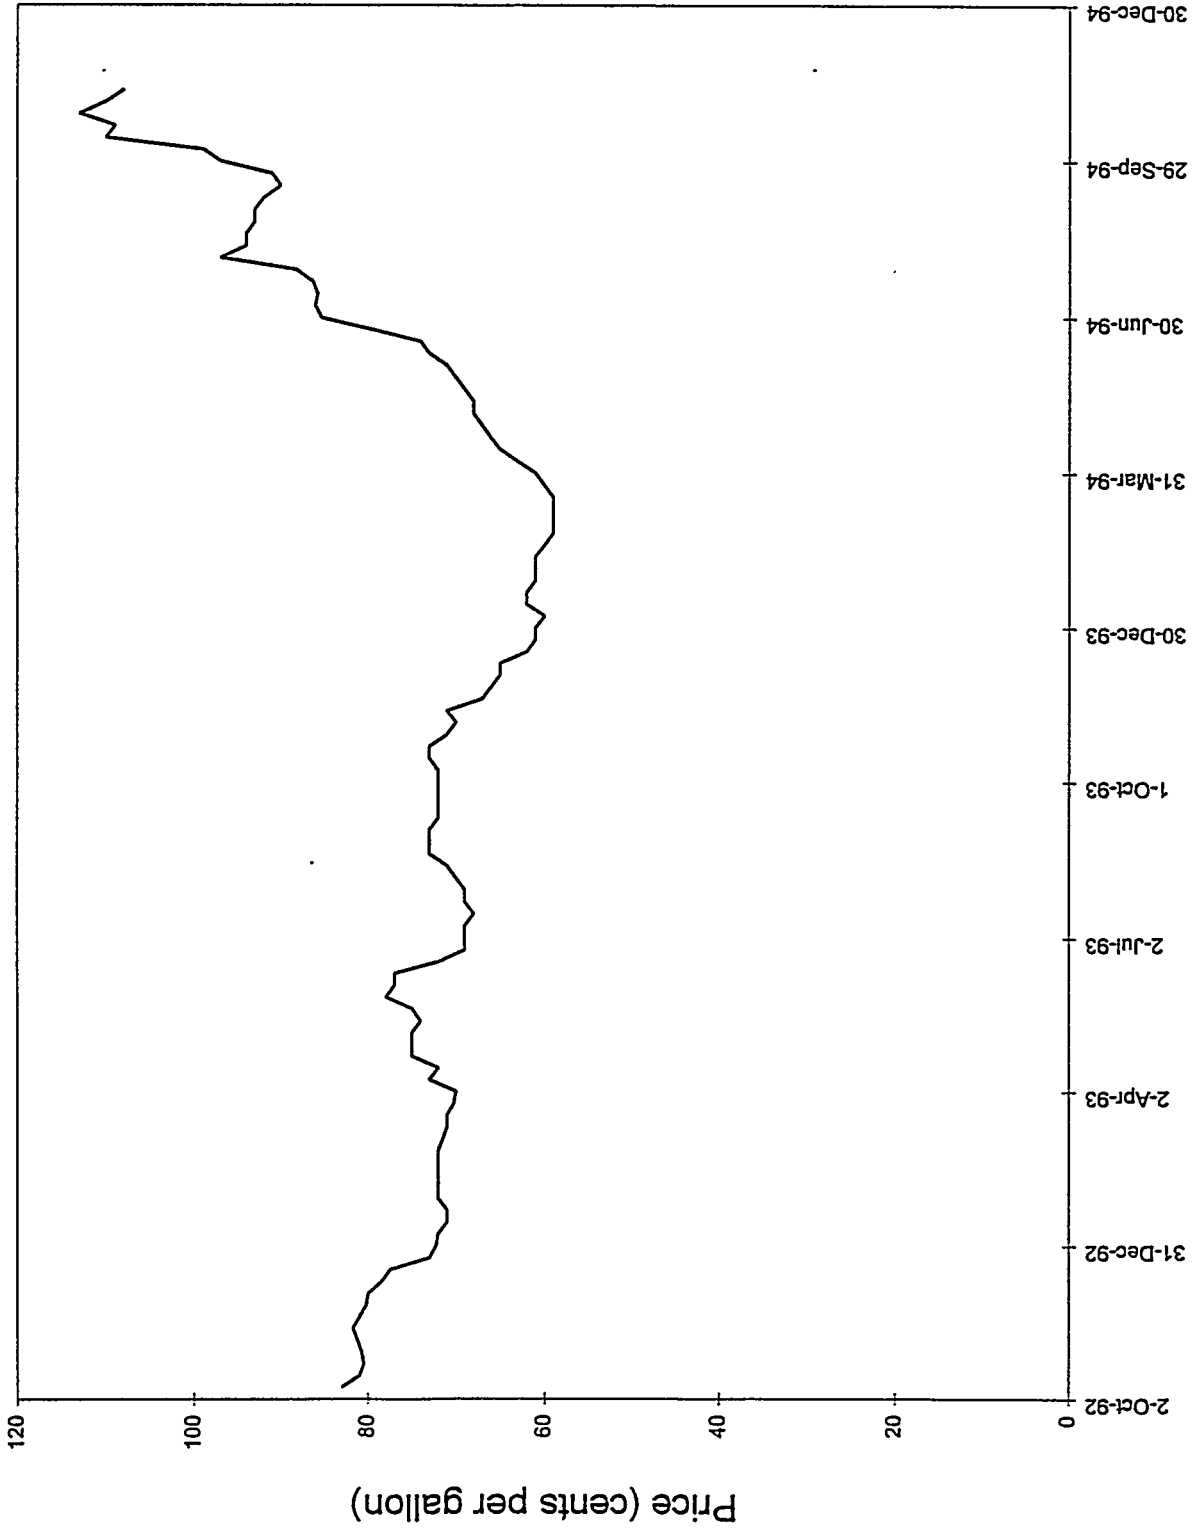 Price (cents per gallon)
120
100
80
60
40
20
0
2-Oct-92
31-Dec-92
2-Apr-93
2-Jul-93
1-Oct-93
30-Dec-93
31-Mar-94
30-Jun-94
29-Sep-94
30-Dec-94